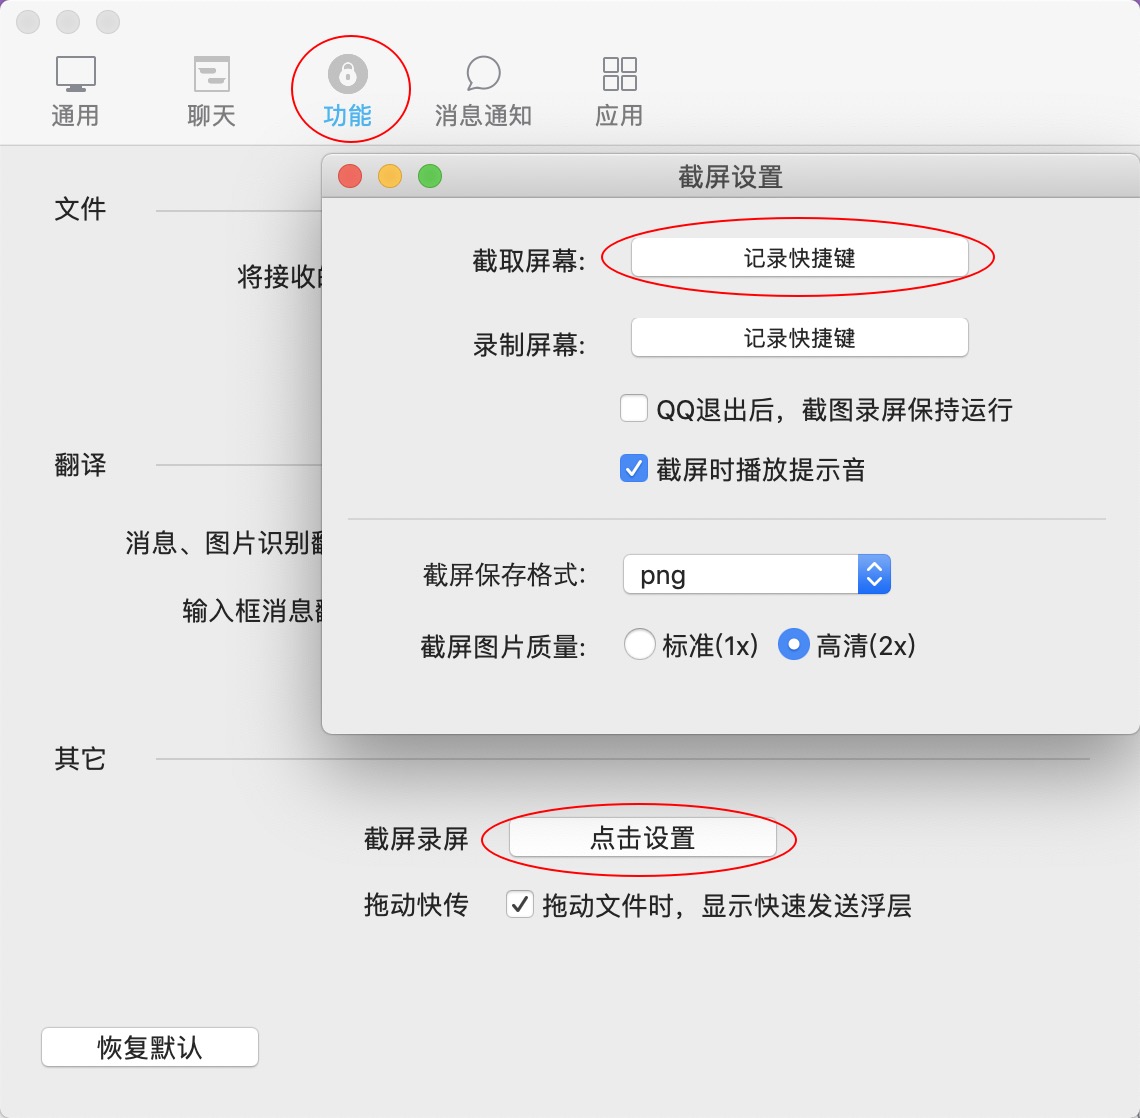 通用
聊天
功能
消息通知
应用
截屏设置
文件
截取屏幕:
记录快捷键
将接收
录制屏幕:
记录快捷键
QQ退出后，截图录屏保持运行
翻译
截屏时播放提示音
消息、图片识别
截屏保存格式:
png
输入框消息
截屏图片质量:
标准(1x)
高清(2x)
其它
截屏录屏
点击设置
拖动快传
拖动文件时，显示快速发送浮层
恢复默认